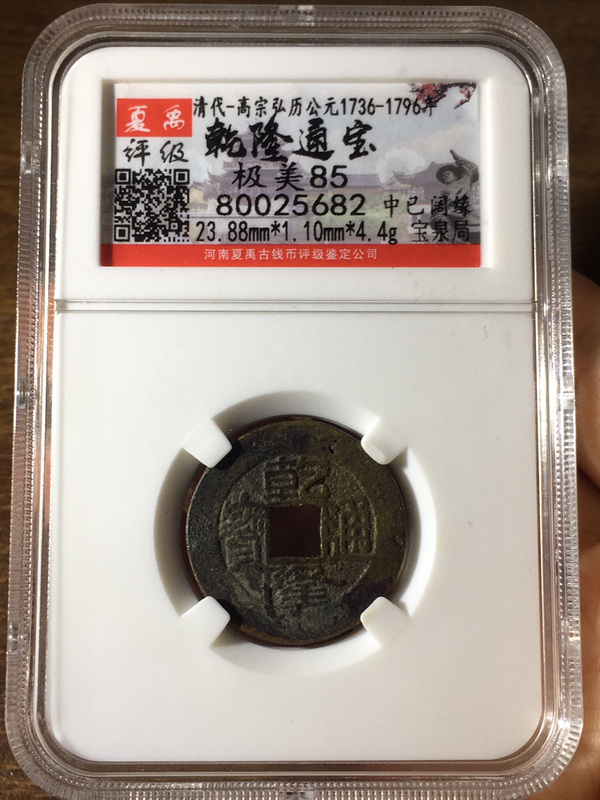 清代-高宗弘历公元1736-1796年
夏禹
评级
乾隆通宝
极美85
80025682 中已阔缘
23.88mm*1.10mm*4.4g 宝泉局
河南夏禹古钱币评级鉴定公司
乾隆通寶